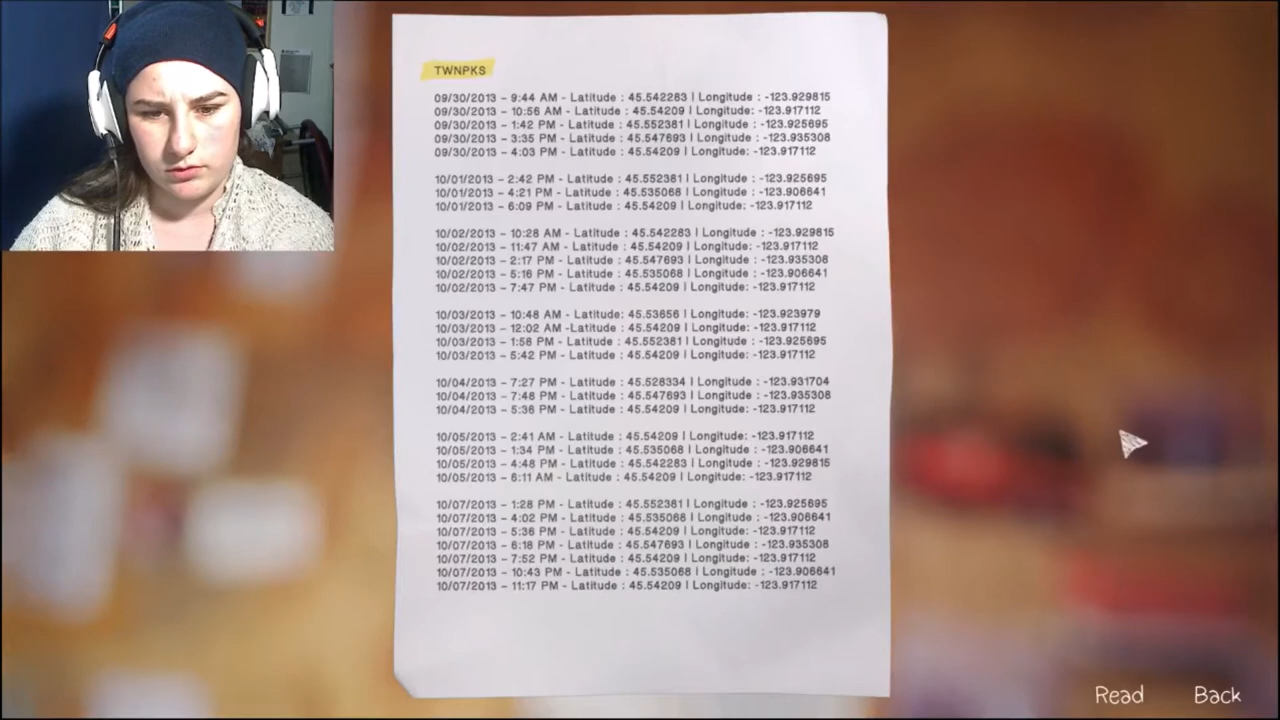 TWNPKS
09/30/2013 - 9:44 AM - Latitude : 45.542283 | Longitude : -123.929815
09/30/2013 - 10:56 AM - Latitude : 45.54209 | Longitude: -123.917112
09/30/2013 - 1:42 PM - Latitude : 45.552381 | Longitude : -123.925695
09/30/2013 - 3:35 PM - Latitude : 45.547693 | Longitude : -123.935308
09/30/2013 - 4:03 PM - Latitude : 45.54209 | Longitude: -123.917112
10/01/2013 - 2:42 PM - Latitude : 45.552381 | Longitude : -123.925695
10/01/2013 - 4:21 PM - Latitude : 45.535068 | Longitude : -123.906641
10/01/2013 - 6:09 PM - Latitude : 45.54209 | Longitude: -123.917112
10/02/2013 - 10:28 AM - Latitude : 45.542283 | Longitude : -123.929815
10/02/2013 - 11:47 AM - Latitude : 45.54209 | Longitude: -123.917112
10/02/2013 - 2:17 PM - Latitude : 45.547693 | Longitude : -123.935308
10/02/2013 - 5:16 PM - Latitude : 45.535068 | Longitude : -123.906641
10/02/2013 - 7:47 PM - Latitude : 45.54209 | Longitude: -123.917112
10/03/2013 - 10:48 AM- Latitude: 45.53656 | Longitude: -123.923979
10/03/2013 - 12:02 AM -Latitude : 45.54209 | Longitude: -123.917112
10/03/2013 - 1:58 PM - Latitude : 45.552381 | Longitude : -123.925695
10/03/2013 - 5:42 PM - Latitude : 45.54209 | Longitude: -123.917112
10/04/2013 - 7:27 PM - Latitude : 45.528334 | Longitude : -123.931704
10/04/2013 - 7:48 PM - Latitude : 45.547693 | Longitude : -123.935308
10/04/2013 - 5:36 PM - Latitude : 45.54209 | Longitude: -123.917112
10/05/2013 - 2:41 AM - Latitude : 45.54209 | Longitude: -123.917112
10/05/2013 - 1:34 PM - Latitude : 45.535068 | Longitude : -123.906641
10/05/2013 - 4:48 PM - Latitude : 45.542283 | Longitude : -123.929815
10/05/2013 - 6:11 AM - Latitude : 45.54209 | Longitude: -123.917112
10/07/2013 - 1:28 PM - Latitude : 45.552381 | Longitude : -123.925695
10/07/2013 - 4:02 PM - Latitude : 45.535068 | Longitude : -123.906641
10/07/2013 - 5:36 PM - Latitude : 45.54209 | Longitude: -123.917112
10/07/2013 - 6:18 PM - Latitude : 45.547693 | Longitude : -123.935308
10/07/2013 - 7:52 PM - Latitude : 45.54209 | Longitude: -123.917112
10/07/2013 - 10:43 PM - Latitude : 45.535068 | Longitude : -123.906641
10/07/2013 - 11:17 PM - Latitude : 45.54209 | Longitude: -123.917112
Read
Back